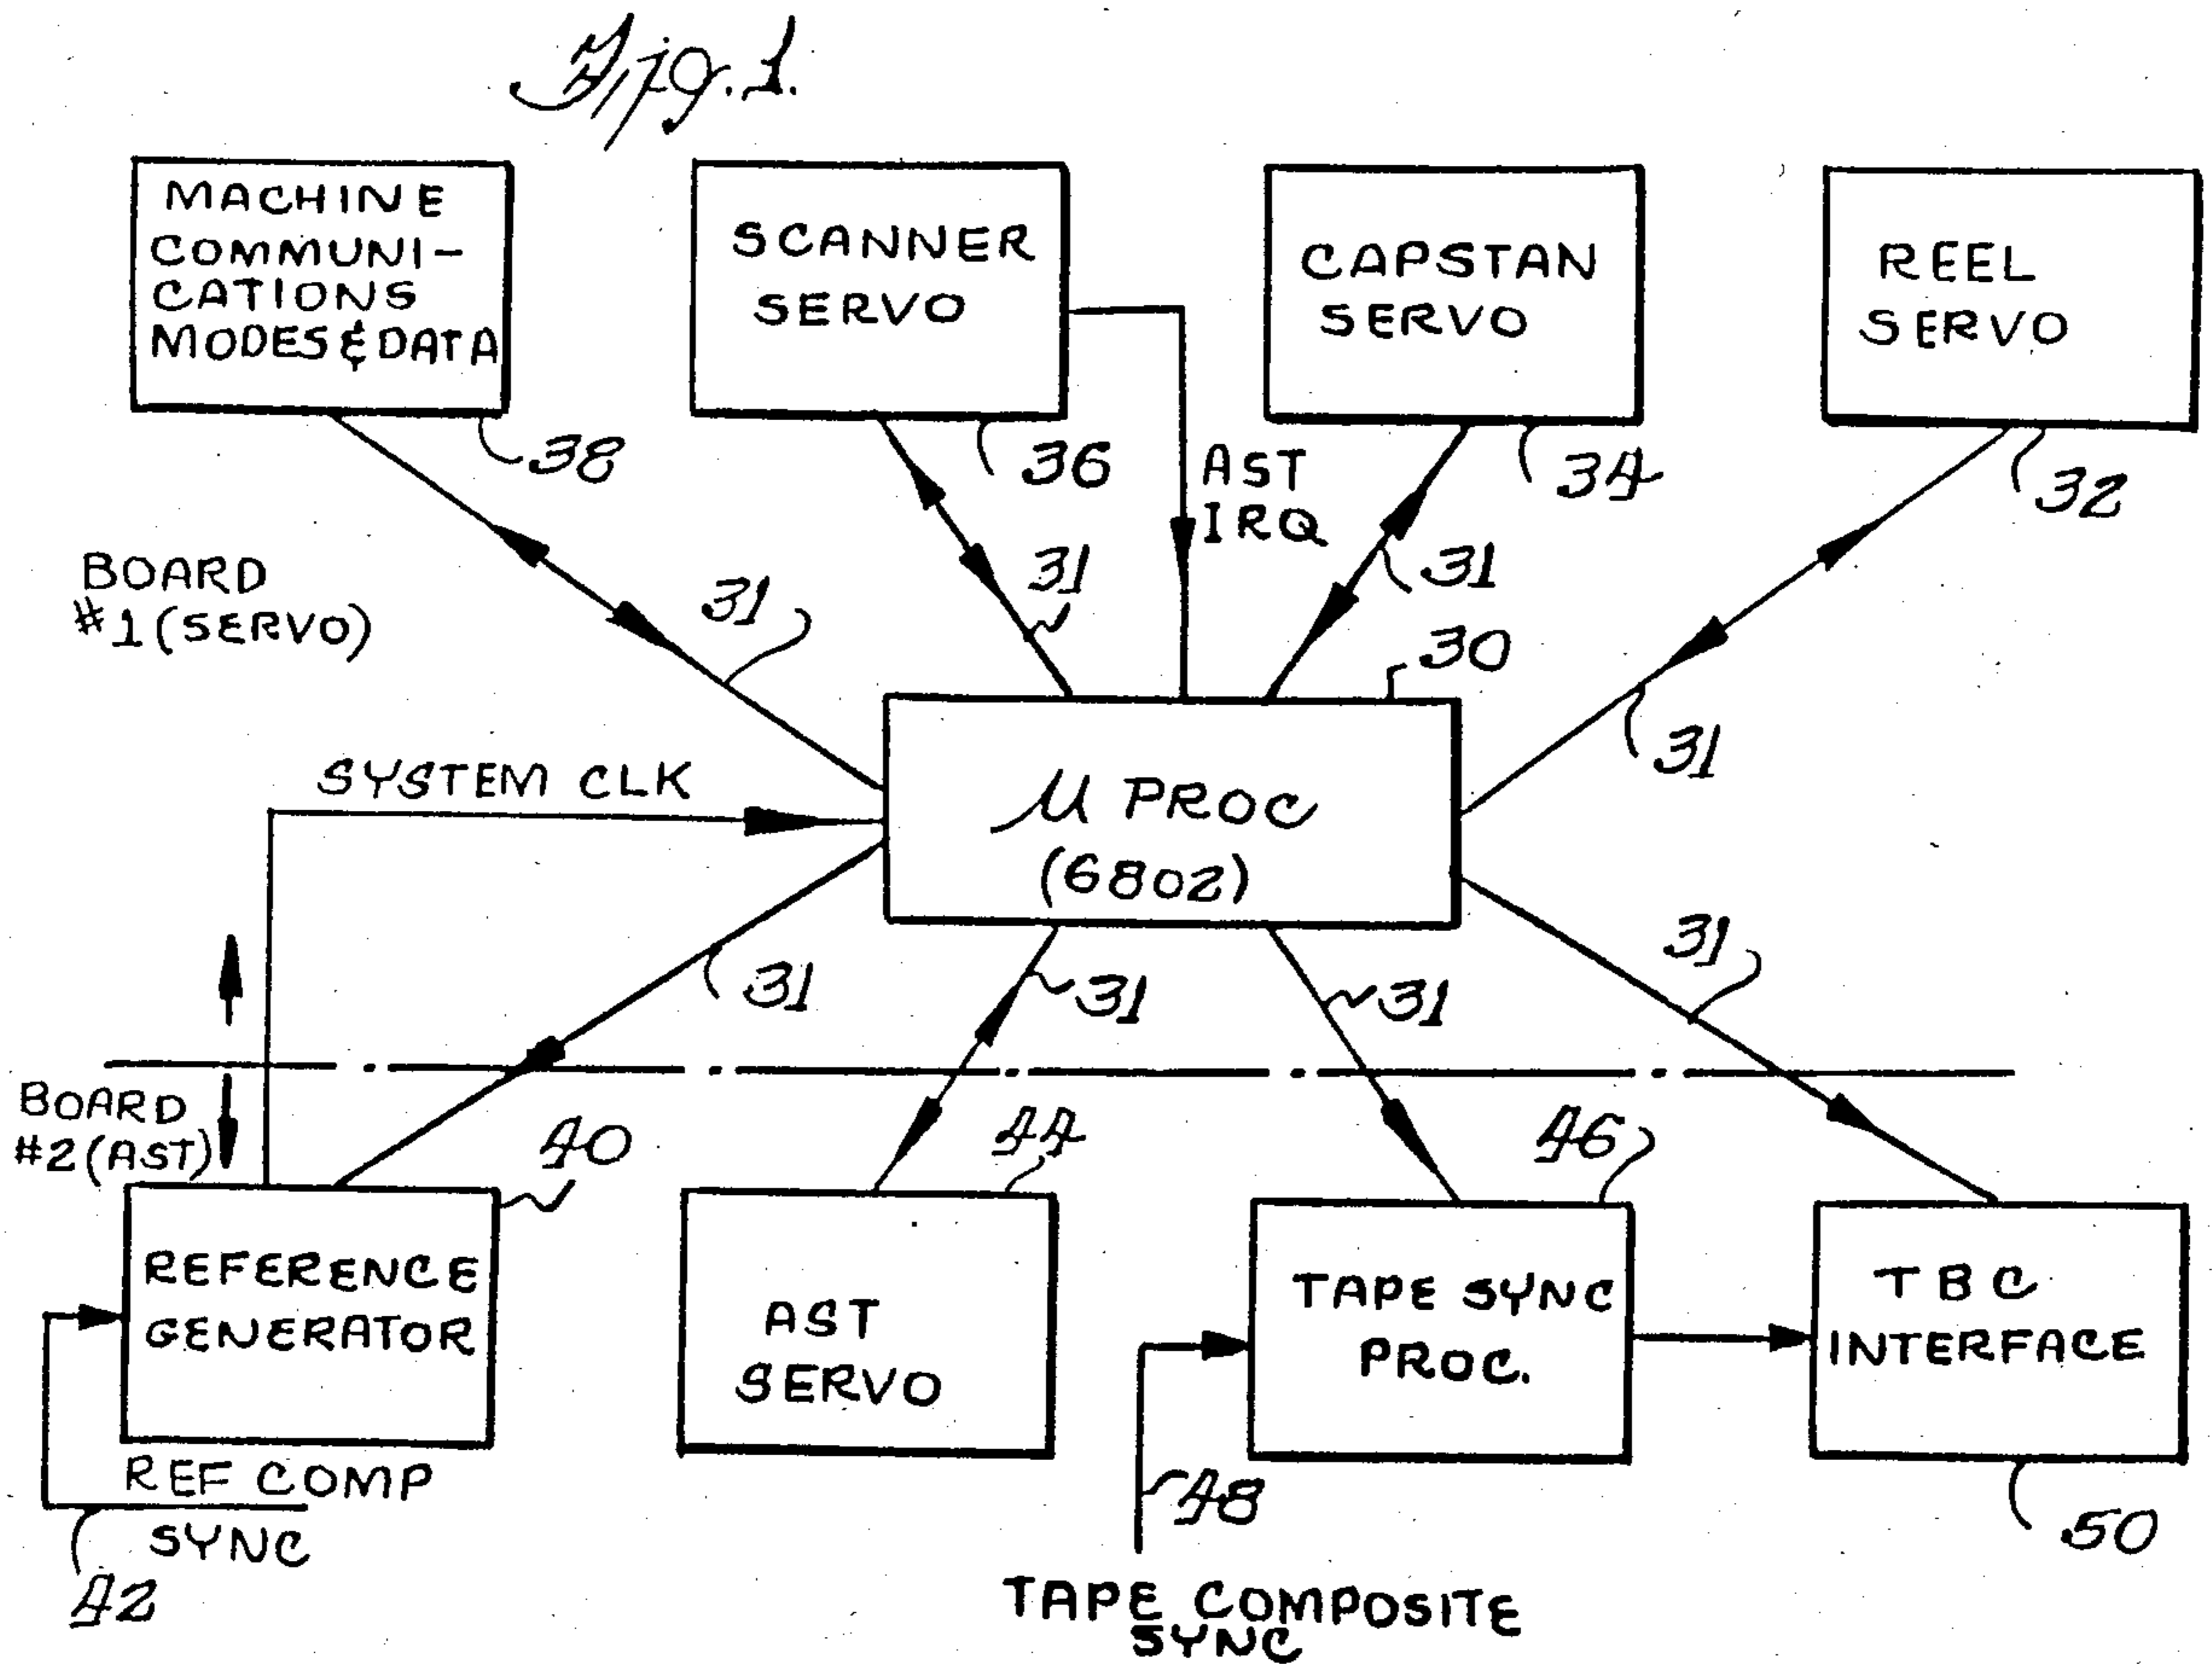 Fig. 1.
MACHINE
COMMUNI-
CATIONS
MODES & DATA
SCANNER
SERVO
CAPSTAN
SERVO
REEL
SERVO
38
36
34
32
AST
IRQ
BOARD
#1 (SERVO)
31
31
31
31
30
SYSTEM CLK
μ PROC
(6802)
31
31
31
31
BOARD
#2 (AST)
40
44
46
REFERENCE
GENERATOR
AST
SERVO
TAPE SYNC
PROC.
TBC
INTERFACE
REF COMP
SYNC
42
48
50
TAPE COMPOSITE
SYNC